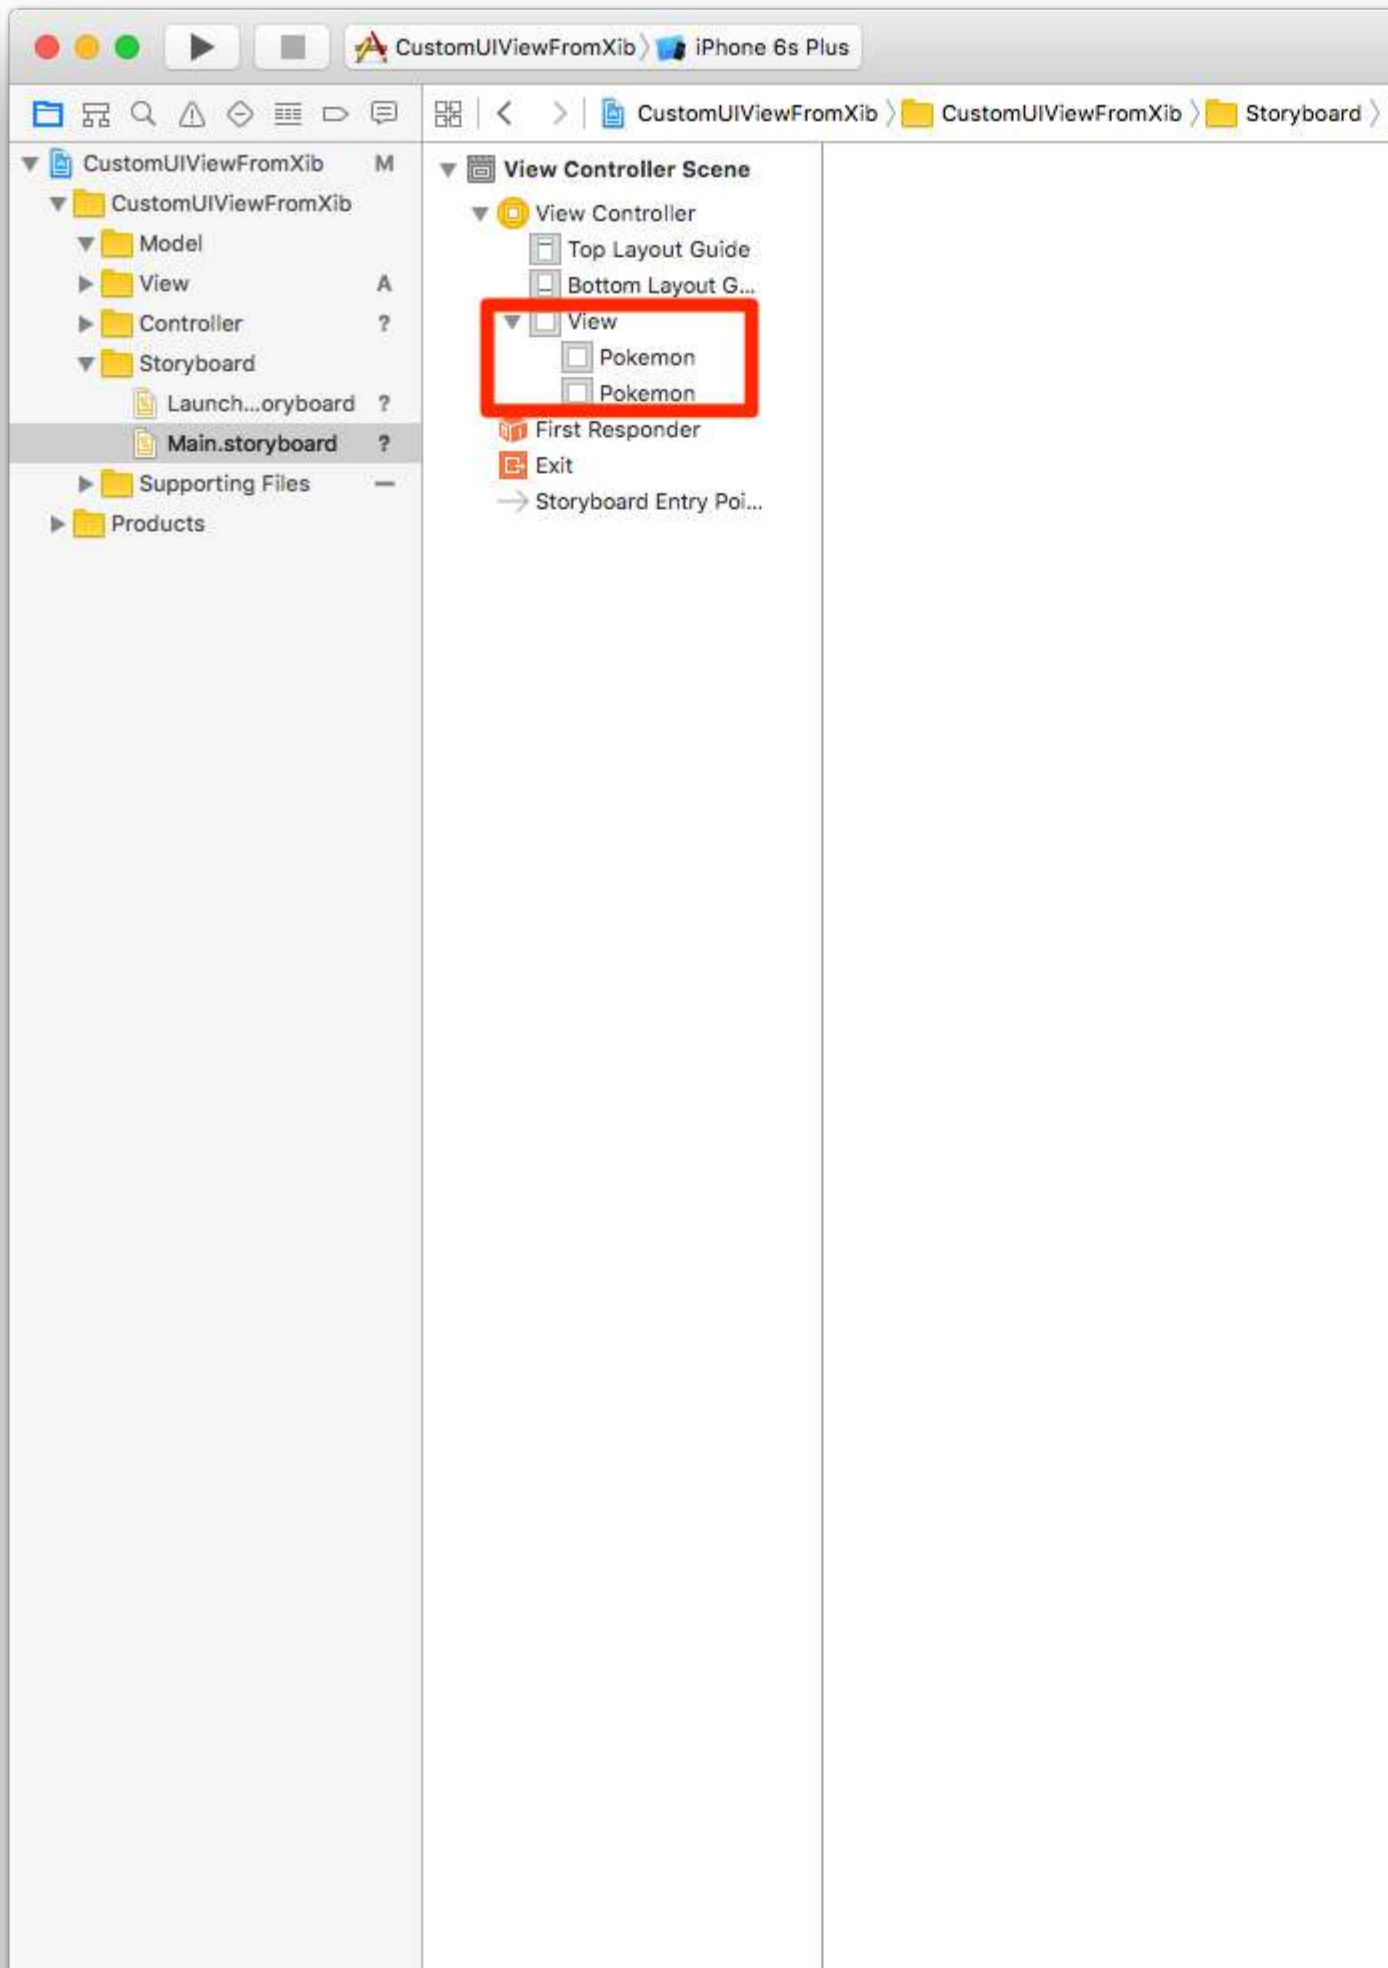 CustomUIViewFromXib iPhone 6s Plus
CustomUIViewFromXib CustomUIViewFromXib Storyboard
CustomUIViewFromXib M
CustomUIViewFromXib
Model
View A
Controller ?
Storyboard
Launch...oryboard ?
Main.storyboard ?
Supporting Files —
Products
View Controller Scene
View Controller
Top Layout Guide
Bottom Layout G...
View
Pokemon
Pokemon
First Responder
Exit
Storyboard Entry Poi...